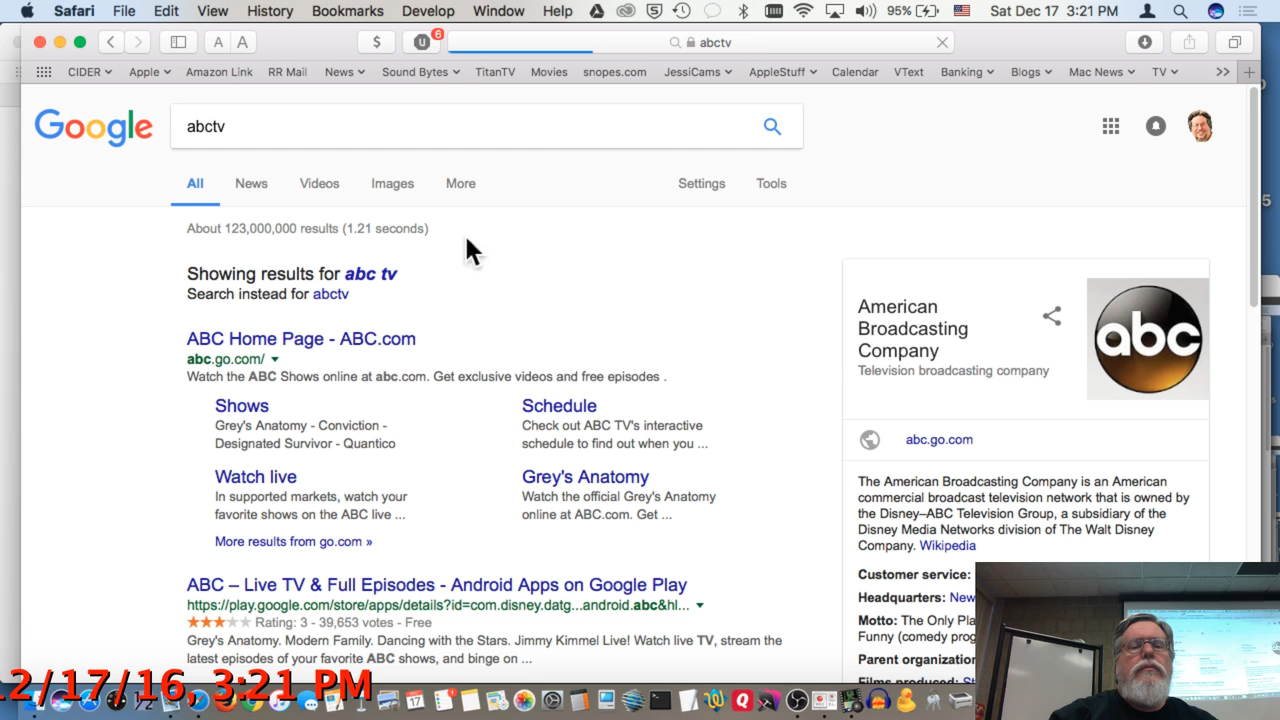 Safari File Edit View History Bookmarks Develop Window Help 95% Sat Dec 17 3:21 PM
A A $ U 6 abctv
CIDER Apple Amazon Link RR Mail News Sound Bytes TitanTV Movies snopes.com JessiCams AppleStuff Calendar VText Banking Blogs Mac News TV >> +
Google abctv
All News Videos Images More Settings Tools
About 123,000,000 results (1.21 seconds)
Showing results for abc tv
Search instead for abctv
ABC Home Page - ABC.com
abc.go.com/
Watch the ABC Shows online at abc.com. Get exclusive videos and free episodes .
Shows
Grey's Anatomy - Conviction -
Designated Survivor - Quantico
Schedule
Check out ABC TV's interactive
schedule to find out when you ...
Watch live
In supported markets, watch your
favorite shows on the ABC live ...
Grey's Anatomy
Watch the official Grey's Anatomy
online at ABC.com. Get ...
More results from go.com »
ABC – Live TV & Full Episodes - Android Apps on Google Play
https://play.google.com/store/apps/details?id=com.disney.datg...android.abc&hl...
Rating: 3 - 39,653 votes - Free
Grey's Anatomy. Modern Family. Dancing with the Stars. Jimmy Kimmel Live! Watch live TV, stream the
latest episodes of your favorite ABC shows, and binge on ...
American
Broadcasting
Company
Television broadcasting company
abc
abc.go.com
The American Broadcasting Company is an American
commercial broadcast television network that is owned by
the Disney–ABC Television Group, a subsidiary of the
Disney Media Networks division of The Walt Disney
Company. Wikipedia
Customer service:
Headquarters: New
Motto: The Only Pla
Funny (comedy prog
Parent organization
Films produced: S
12/17/16, 3:21 PM
17